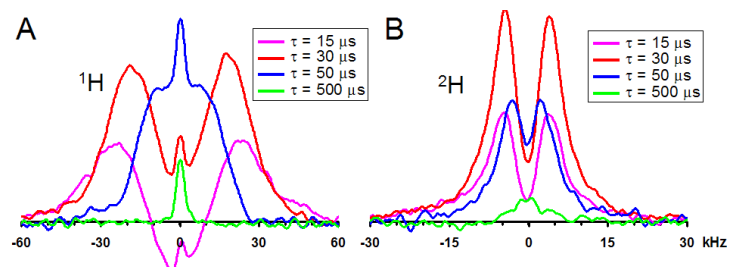 A
¹H
τ = 15 μs
τ = 30 μs
τ = 50 μs
τ = 500 μs
-60 -30 0 30 60
B
²H
τ = 15 μs
τ = 30 μs
τ = 50 μs
τ = 500 μs
-30 -15 0 15 30 kHz